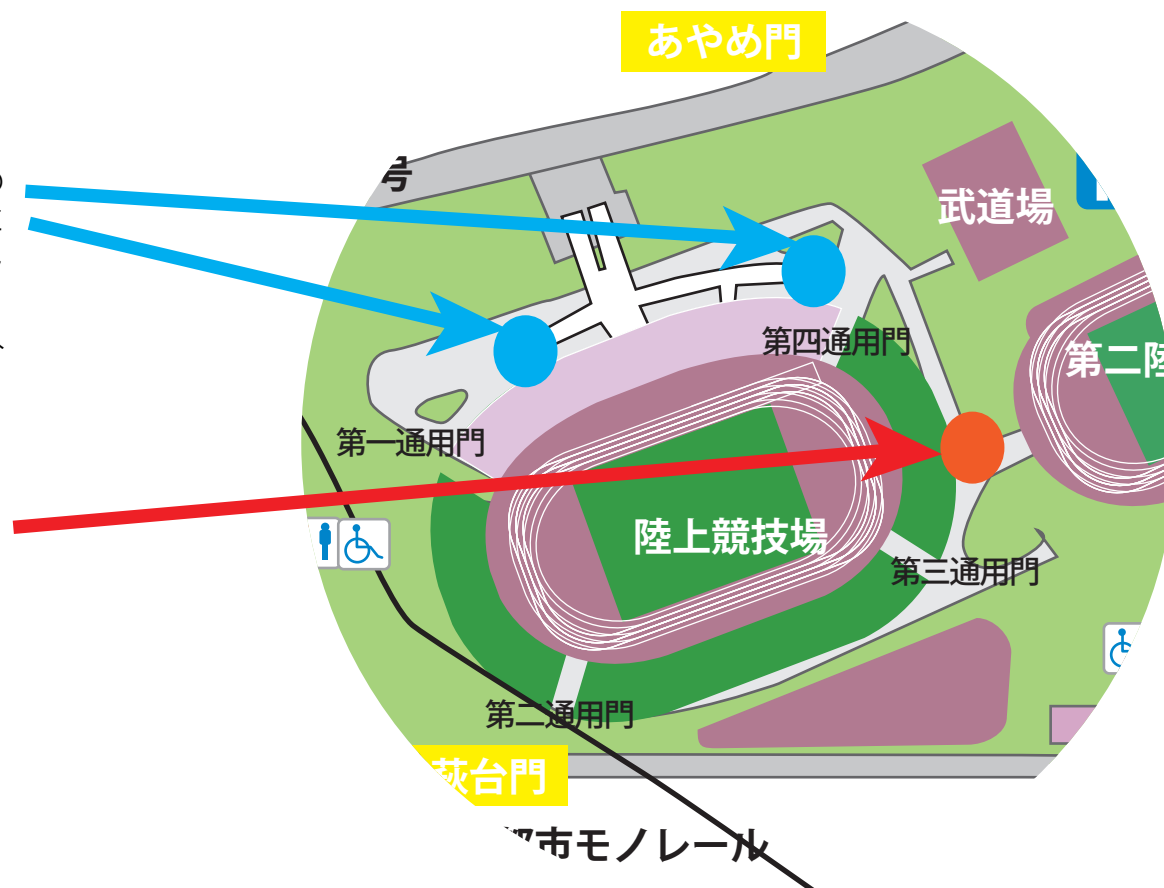 あやめ門
号
武道場
第四通用門
第二陸
第一通用門
陸上競技場
第三通用門
第二通用門
萩台門
都市モノレール